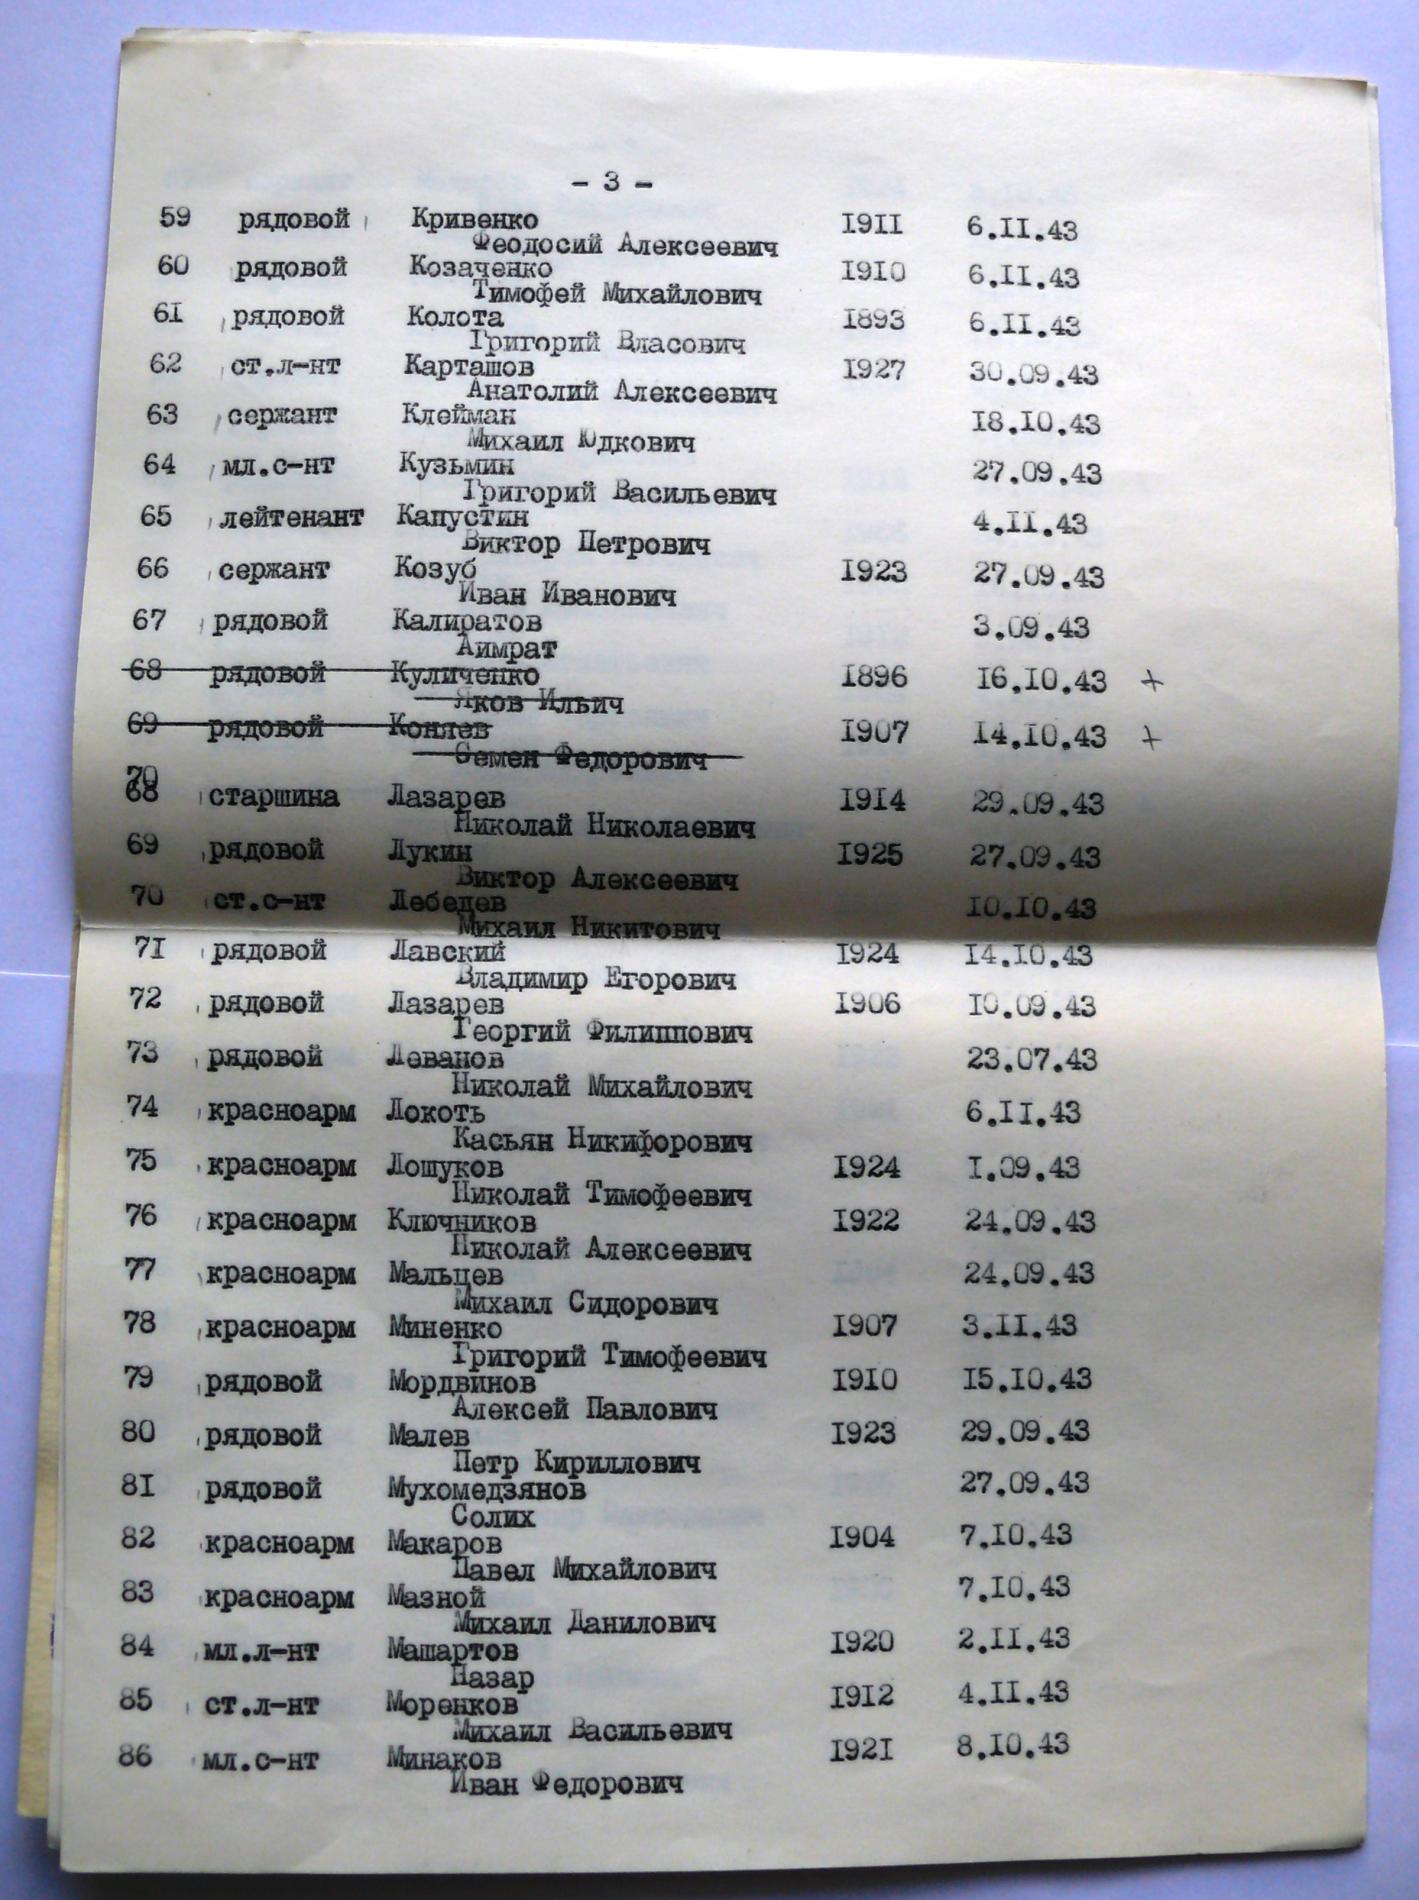 - 3 -
59 рядовой Кривенко 1911 6.II.43
Феодосий Алексеевич
60 рядовой Козаченко 1910 6.II.43
Тимофей Михайлович
61 рядовой Колота 1893 6.II.43
Григорий Власович
62 ст.л-нт Карташов 1927 30.09.43
Анатолий Алексеевич
63 сержант Клейман 18.10.43
Михаил Юдкович
64 мл.с-нт Кузьмин 27.09.43
Григорий Васильевич
65 лейтенант Капустин 4.II.43
Виктор Петрович
66 сержант Козуб 1923 27.09.43
Иван Иванович
67 рядовой Калиратов 3.09.43
Аимрат
68 рядовой Куличенко 1896 16.10.43 +
Яков Ильич
69 рядовой Коняев 1907 14.10.43 +
Семен Федорович
70
68 старшина Лазарев 1914 29.09.43
Николай Николаевич
69 рядовой Лукин 1925 27.09.43
Виктор Алексеевич
70 ст.с-нт Лебедев 10.10.43
Михаил Никитович
71 рядовой Лавский 1924 14.10.43
Владимир Егорович
72 рядовой Лазарев 1906 10.09.43
Георгий Филиппович
73 рядовой Леванов 23.07.43
Николай Михайлович
74 красноарм Локоть 6.II.43
Касьян Никифорович
75 красноарм Лошуков 1924 1.09.43
Николай Тимофеевич
76 красноарм Ключников 1922 24.09.43
Николай Алексеевич
77 красноарм Мальцев 24.09.43
Михаил Сидорович
78 красноарм Миненко 1907 3.II.43
Григорий Тимофеевич
79 рядовой Мордвинов 1910 15.10.43
Алексей Павлович
80 рядовой Малев 1923 29.09.43
Петр Кириллович
81 рядовой Мухомедзянов 27.09.43
Солих
82 красноарм Макаров 1904 7.10.43
Павел Михайлович
83 красноарм Мазной 7.10.43
Михаил Данилович
84 мл.л-нт Машартов 1920 2.II.43
Назар
85 ст.л-нт Моренков 1912 4.II.43
Михаил Васильевич
86 мл.с-нт Минаков 1921 8.10.43
Иван Федорович